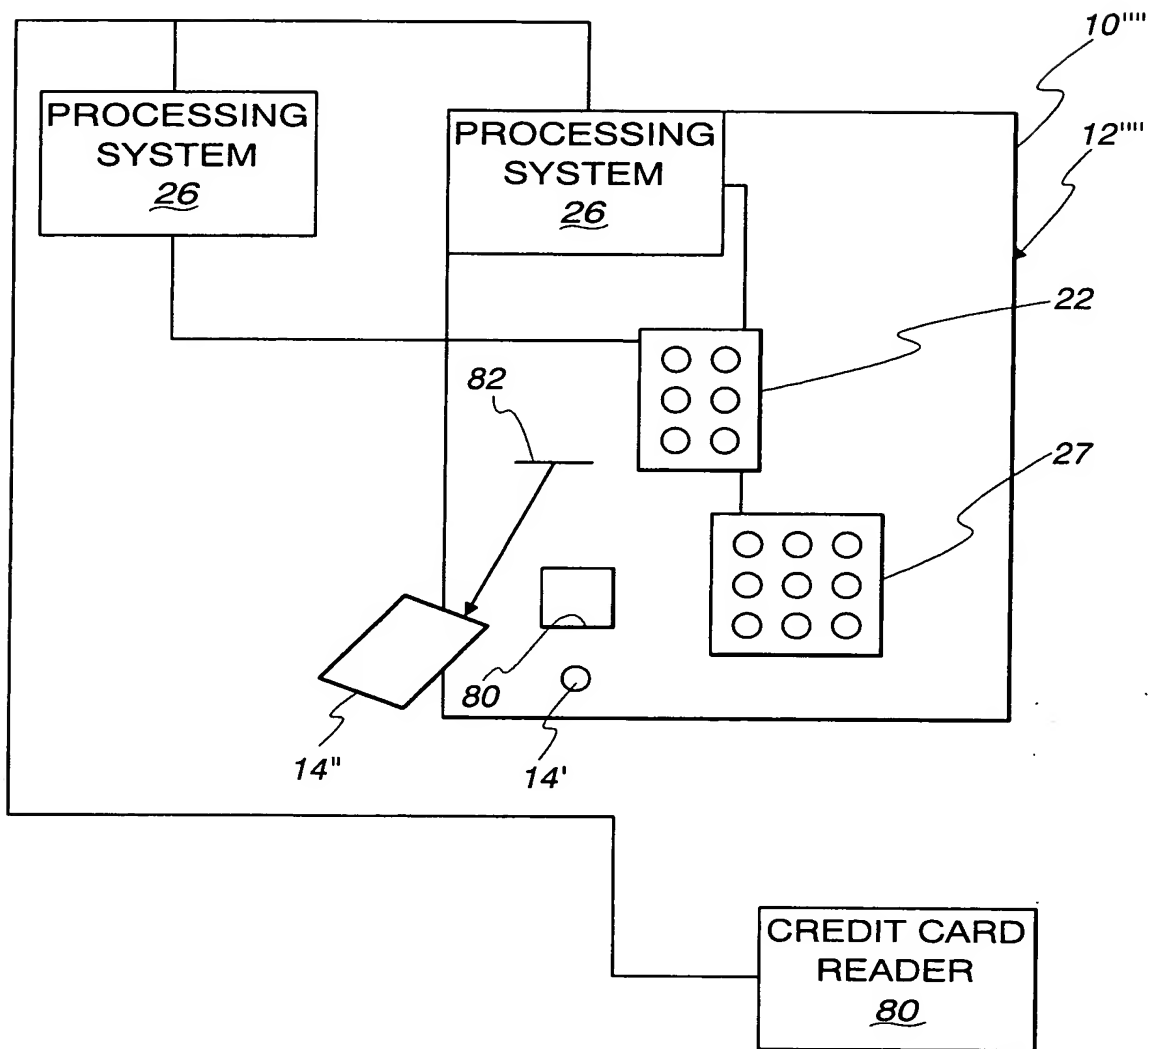 10''''
PROCESSING
SYSTEM
26
PROCESSING
SYSTEM
26
12''''
22
82
27
80
14"
14'
CREDIT CARD
READER
80